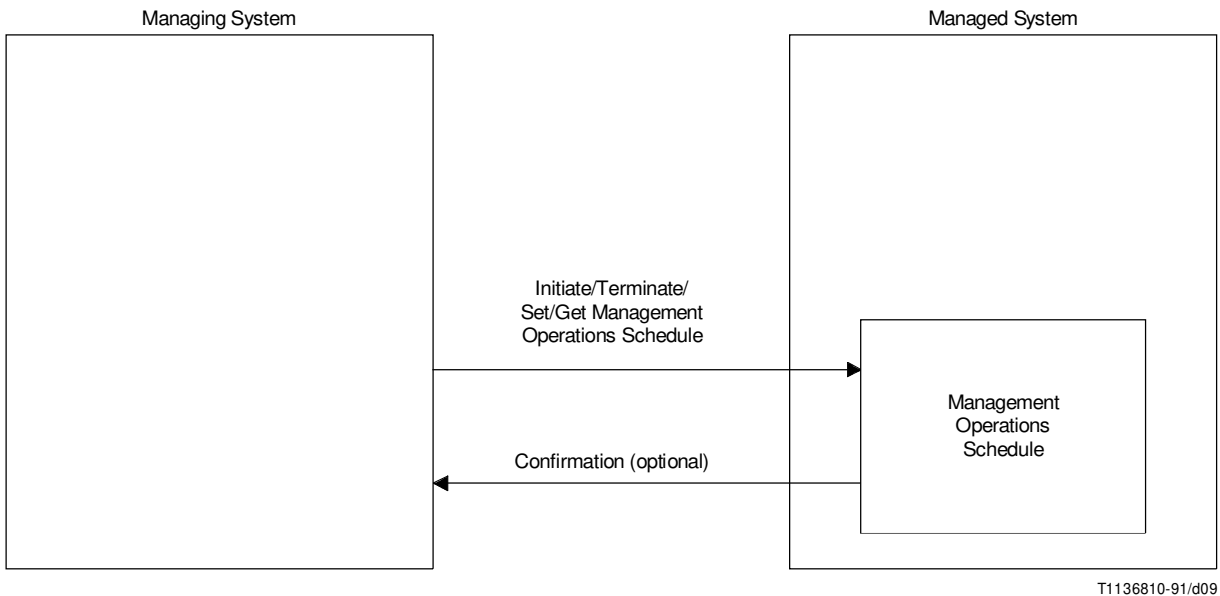 Managing System
Managed System
Initiate/Terminate/
Set/Get Management
Operations Schedule
Management
Operations
Schedule
Confirmation (optional)
T1136810-91/d09